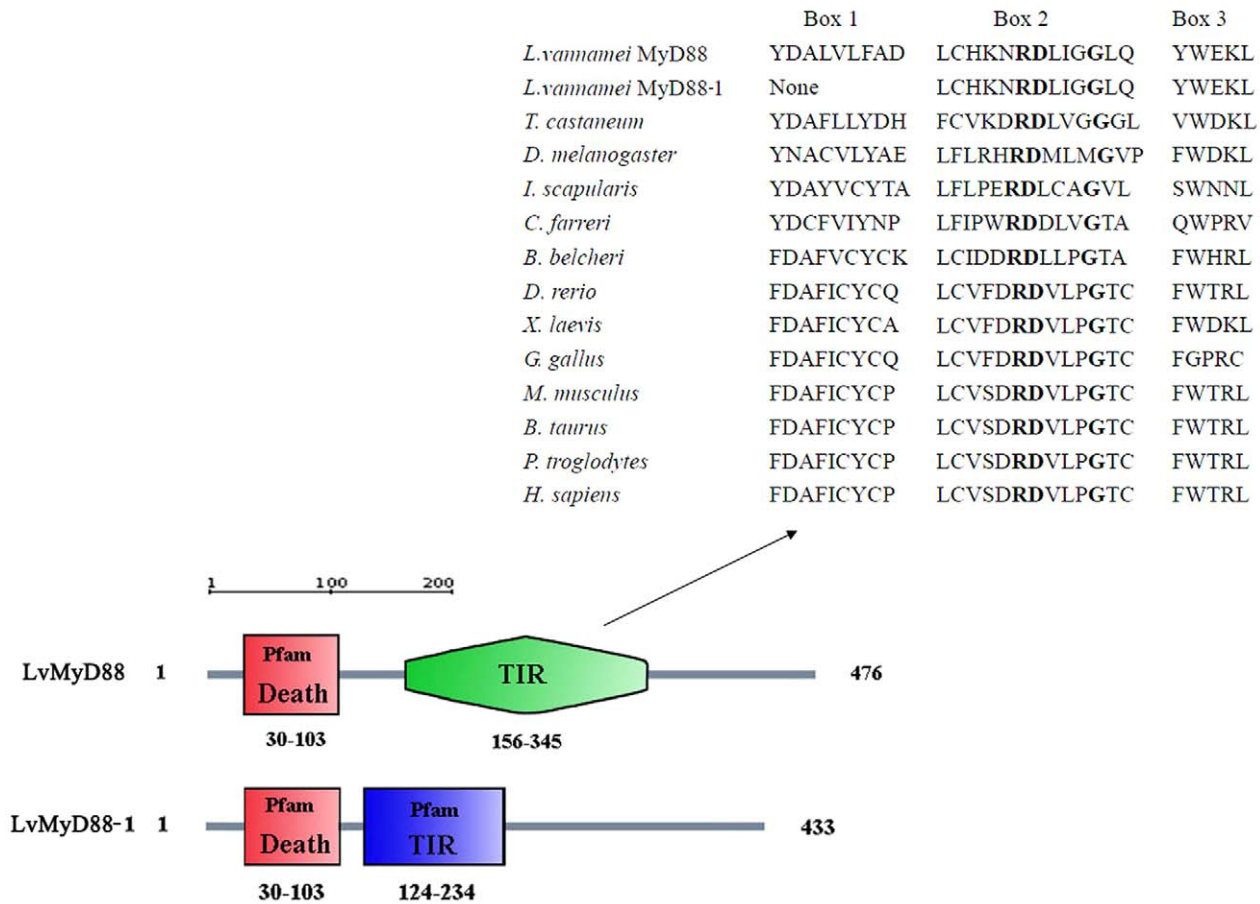 Box 1 Box 2 Box 3
L.vannamei MyD88 YDALVLFAD LCHKNRDLIGGLQ YWEKL
L.vannamei MyD88-1 None LCHKNRDLIGGLQ YWEKL
T. castaneum YDAFLLYDH FCVKDRDLVGGGL VWDKL
D. melanogaster YNACVLYAE LFLRHRDMLMGVP FWDKL
I. scapularis YDAYVCYTA LFLPERDLCAGVL SWNNL
C. farreri YDCFVIYNP LFIPWRDDLVGTA QWPRV
B. belcheri FDAFVCYCK LCIDDRDLLPGTA FWHRL
D. rerio FDAFICYCQ LCVFDRDVLPGTC FWTRL
X. laevis FDAFICYCA LCVFDRDVLPGTC FWDKL
G. gallus FDAFICYCQ LCVFDRDVLPGTC FGPRC
M. musculus FDAFICYCP LCVSDRDVLPGTC FWTRL
B. taurus FDAFICYCP LCVSDRDVLPGTC FWTRL
P. troglodytes FDAFICYCP LCVSDRDVLPGTC FWTRL
H. sapiens FDAFICYCP LCVSDRDVLPGTC FWTRL
1 100 200
LvMyD88 1 Pfam Death TIR 476
30-103 156-345
LvMyD88-1 1 Pfam Death Pfam TIR 433
30-103 124-234